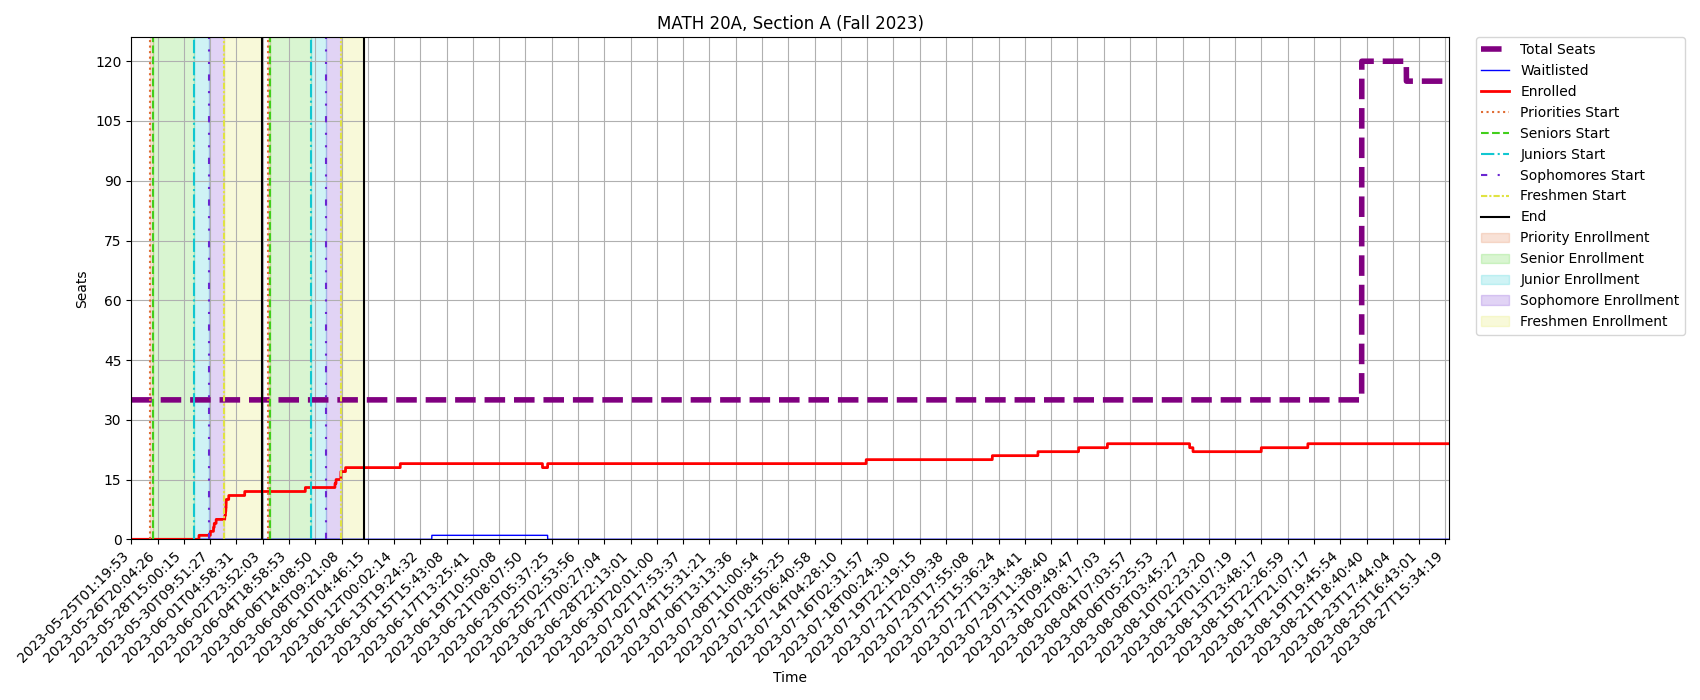 MATH 20A, Section A (Fall 2023)
Total Seats
Waitlisted
Enrolled
Priorities Start
Seniors Start
Juniors Start
Sophomores Start
Freshmen Start
End
Priority Enrollment
Senior Enrollment
Junior Enrollment
Sophomore Enrollment
Freshmen Enrollment
Seats
120
105
90
75
60
45
30
15
0
2023-05-25T01:19:53
2023-05-26T20:04:26
2023-05-28T15:00:15
2023-05-30T09:51:27
2023-06-01T04:58:31
2023-06-02T23:52:03
2023-06-04T18:58:53
2023-06-06T14:08:50
2023-06-08T09:21:08
2023-06-10T04:46:15
2023-06-12T00:02:14
2023-06-13T19:24:32
2023-06-15T15:43:08
2023-06-17T13:25:41
2023-06-19T10:50:08
2023-06-21T08:07:50
2023-06-23T05:37:25
2023-06-25T02:53:56
2023-06-27T00:27:04
2023-06-28T22:13:01
2023-06-30T20:01:00
2023-07-02T17:53:37
2023-07-04T15:31:21
2023-07-06T13:13:36
2023-07-08T11:00:54
2023-07-10T08:55:25
2023-07-12T06:40:58
2023-07-14T04:28:10
2023-07-16T02:31:57
2023-07-18T00:24:30
2023-07-19T22:19:15
2023-07-21T20:09:38
2023-07-23T17:55:08
2023-07-25T15:36:24
2023-07-27T13:34:41
2023-07-29T11:38:40
2023-07-31T09:49:47
2023-08-02T08:17:03
2023-08-04T07:03:57
2023-08-06T05:25:53
2023-08-08T03:45:27
2023-08-10T02:23:20
2023-08-12T01:07:19
2023-08-13T23:48:17
2023-08-15T22:26:59
2023-08-17T21:07:17
2023-08-19T19:45:54
2023-08-21T18:40:40
2023-08-23T17:44:04
2023-08-25T16:43:01
2023-08-27T15:34:19
Time